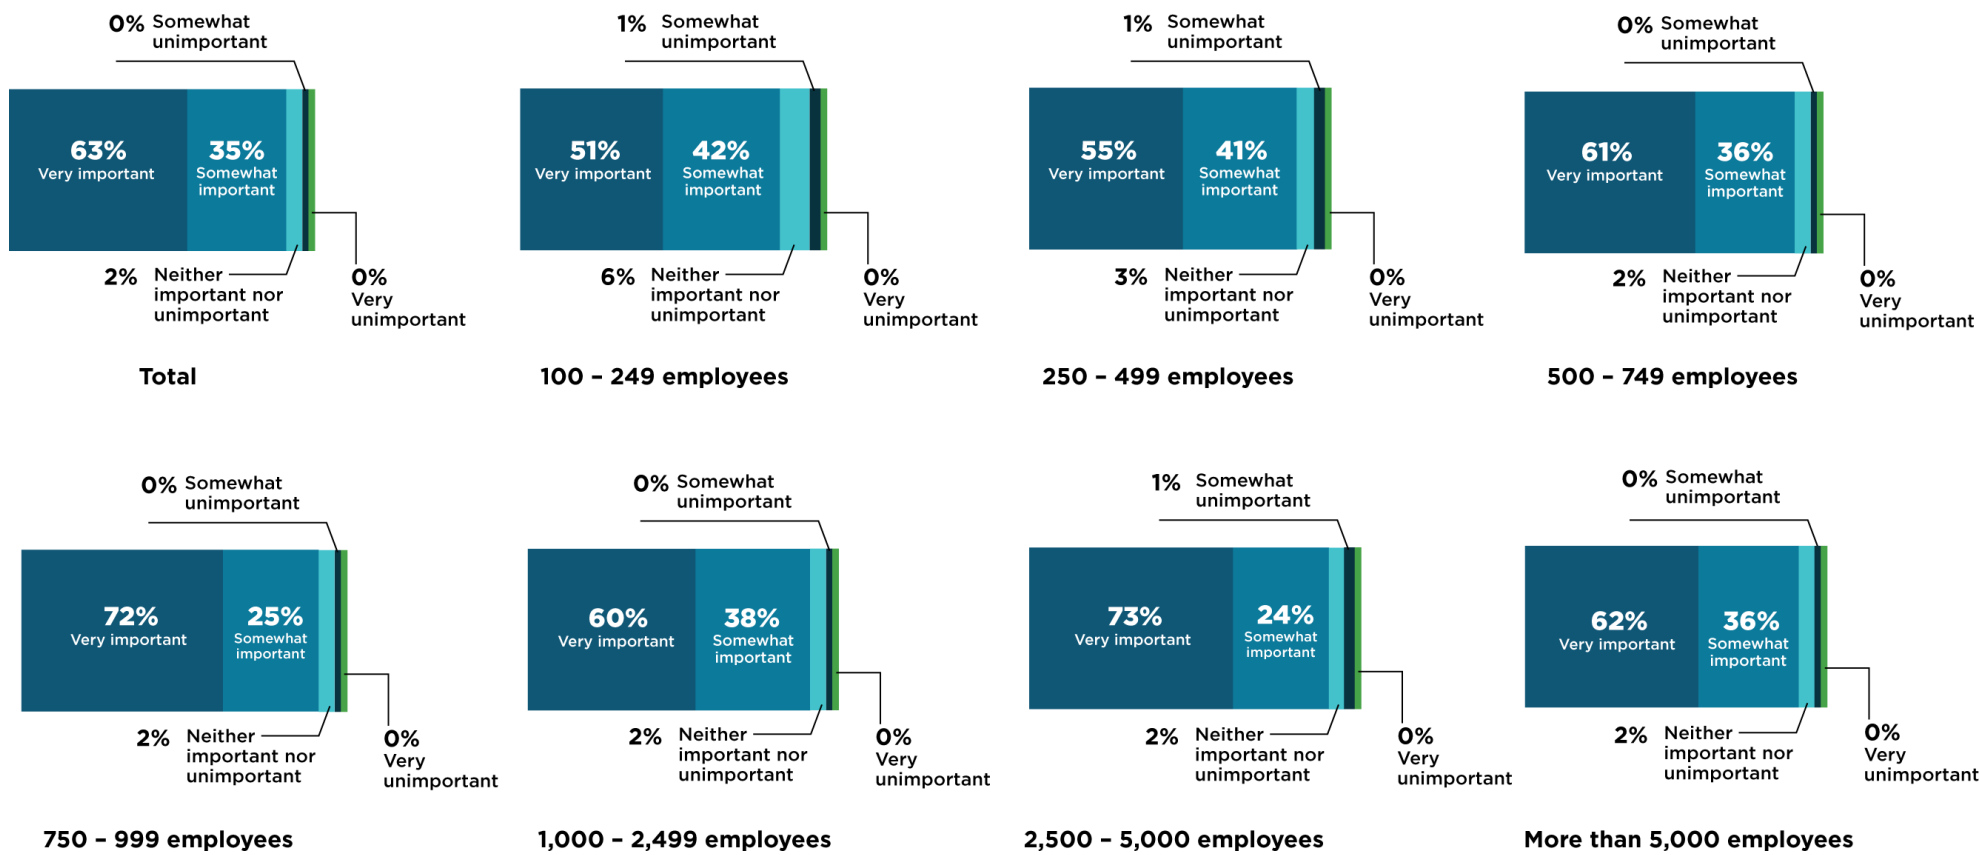 0% Somewhat
unimportant
63%
Very important
35%
Somewhat
important
2% Neither
important nor
unimportant
0%
Very
unimportant
Total
1% Somewhat
unimportant
51%
Very important
42%
Somewhat
important
6% Neither
important nor
unimportant
0%
Very
unimportant
100 – 249 employees
1% Somewhat
unimportant
55%
Very important
41%
Somewhat
important
3% Neither
important nor
unimportant
0%
Very
unimportant
250 – 499 employees
0% Somewhat
unimportant
61%
Very important
36%
Somewhat
important
2% Neither
important nor
unimportant
0%
Very
unimportant
500 – 749 employees
0% Somewhat
unimportant
72%
Very important
25%
Somewhat
important
2% Neither
important nor
unimportant
0%
Very
unimportant
750 – 999 employees
0% Somewhat
unimportant
60%
Very important
38%
Somewhat
important
2% Neither
important nor
unimportant
0%
Very
unimportant
1,000 – 2,499 employees
1% Somewhat
unimportant
73%
Very important
24%
Somewhat
important
2% Neither
important nor
unimportant
0%
Very
unimportant
2,500 – 5,000 employees
0% Somewhat
unimportant
62%
Very important
36%
Somewhat
important
2% Neither
important nor
unimportant
0%
Very
unimportant
More than 5,000 employees